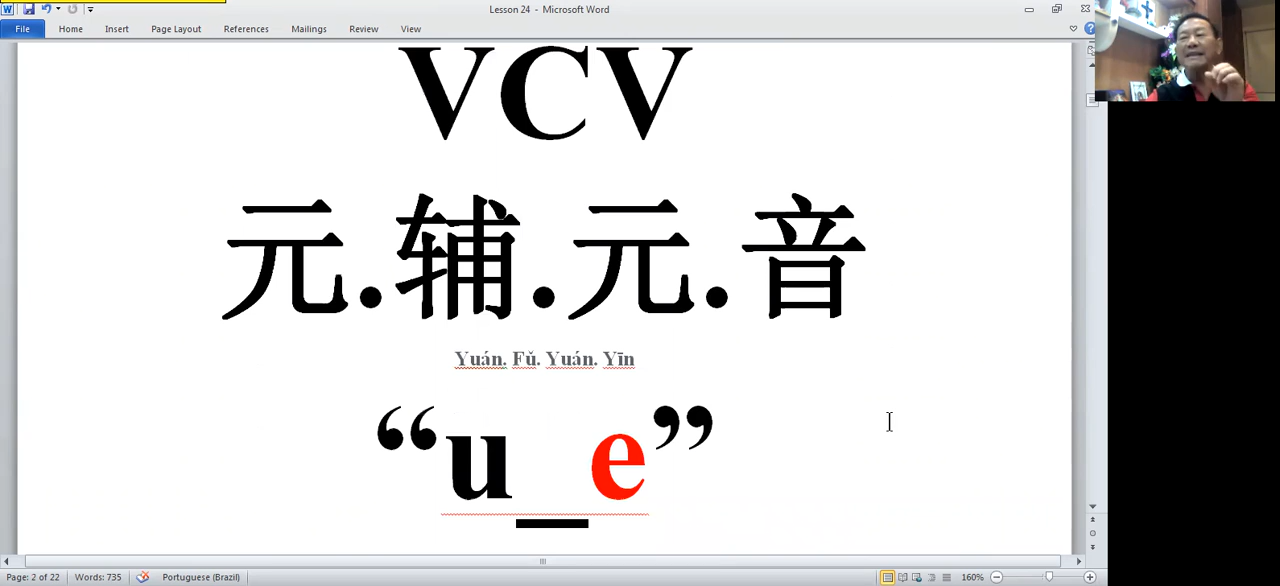 Lesson 24 - Microsoft Word
File Home Insert Page Layout References Mailings Review View
VCV
元.辅.元.音
Yuán. Fǔ. Yuán. Yīn
“u_e”
Page: 2 of 22 Words: 735 Portuguese (Brazil) 160%